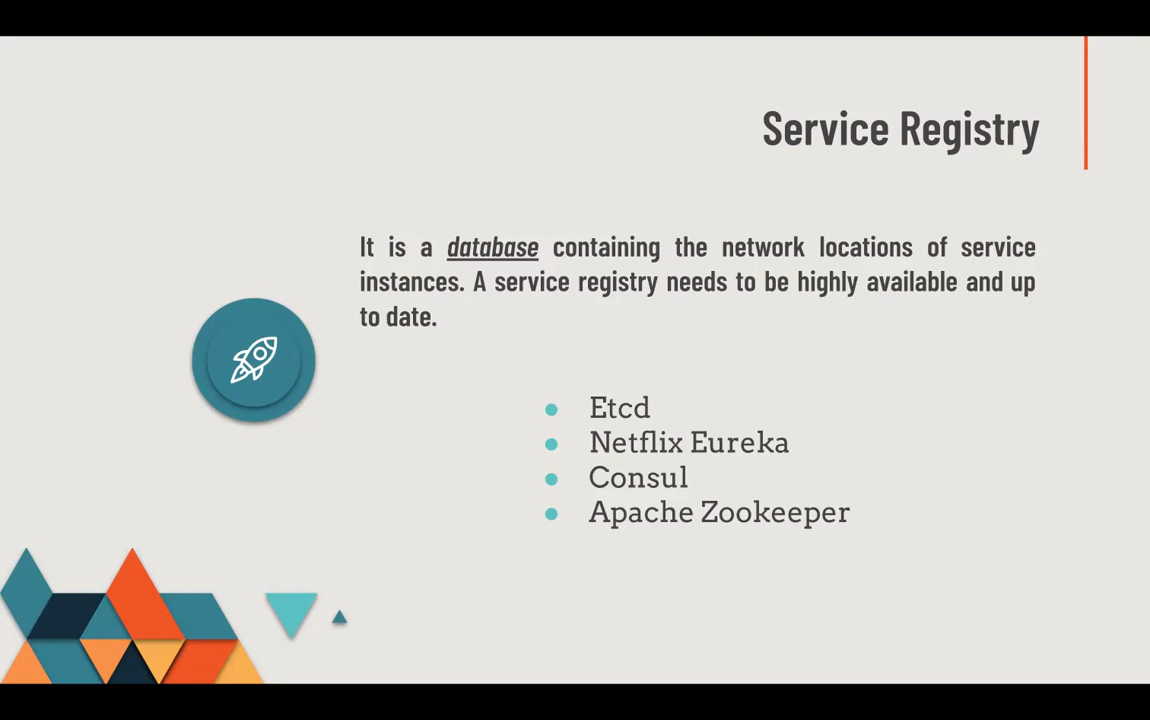 Service Registry
It is a database containing the network locations of service
instances. A service registry needs to be highly available and up
to date.
● Etcd
● Netflix Eureka
● Consul
● Apache Zookeeper